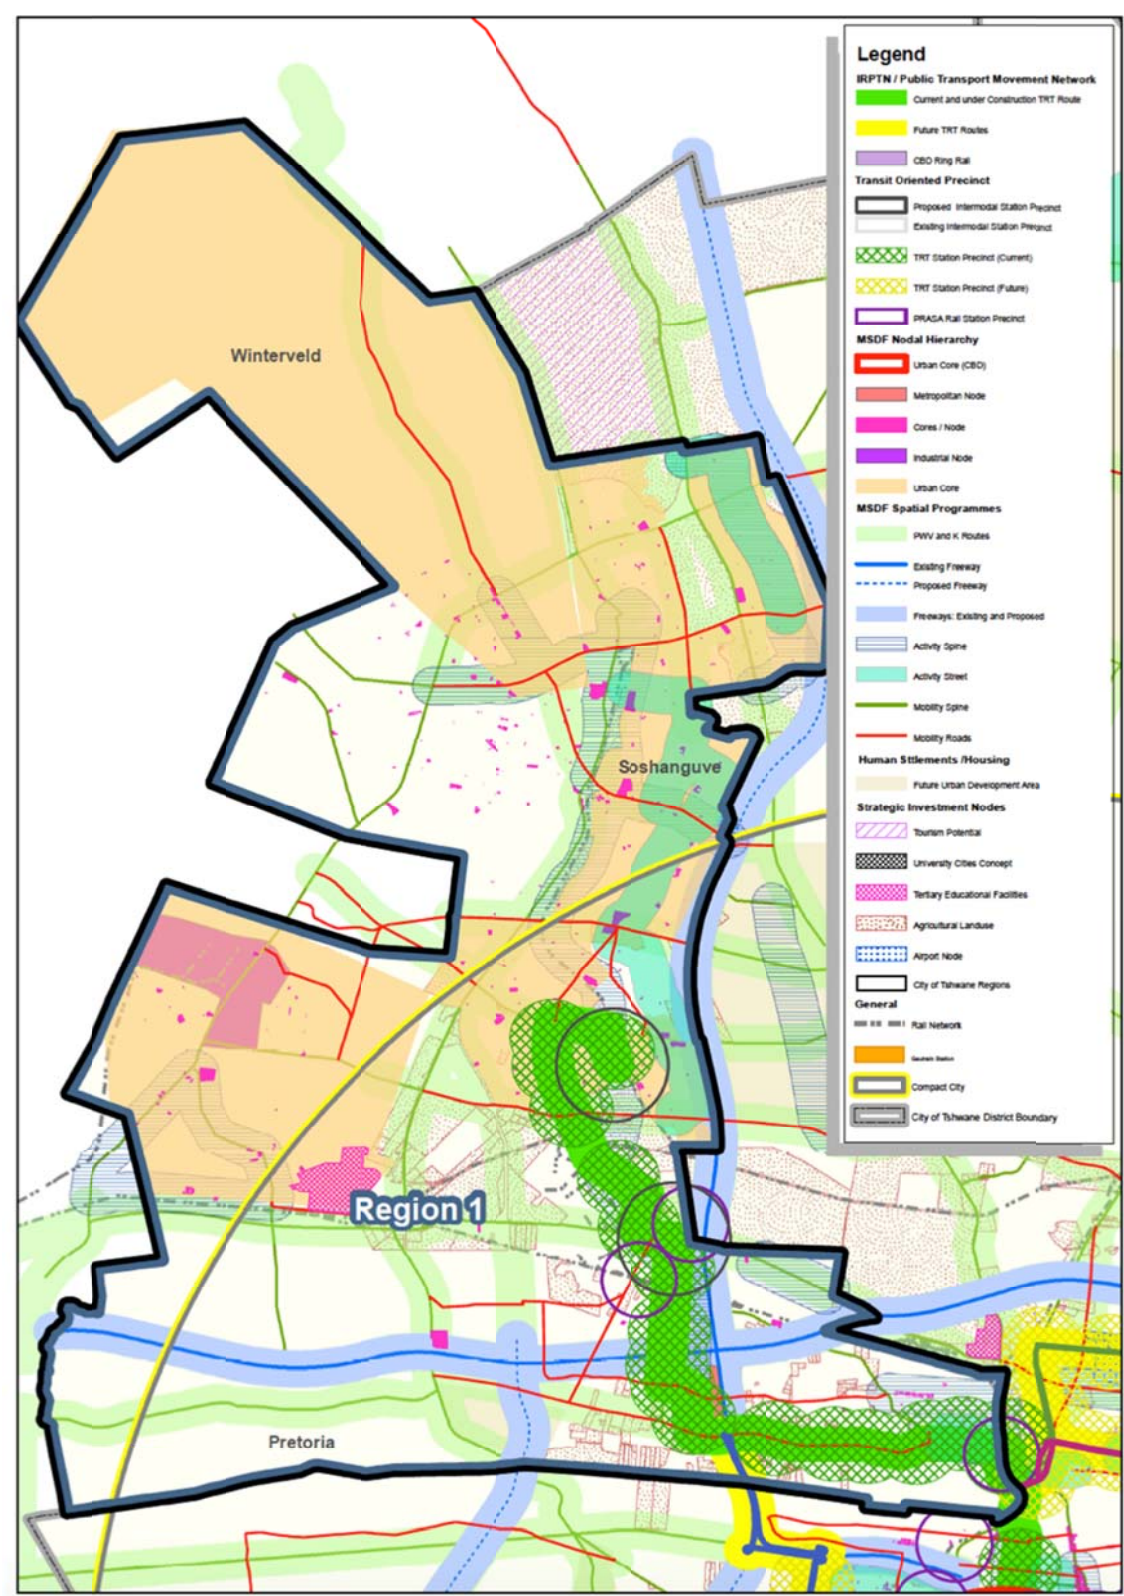 Legend
IRPTN / Public Transport Movement Network
Current and under Construction TRT Route
Future TRT Routes
CBD Ring Rail
Transit Oriented Precinct
Proposed Intermodal Station Precinct
Existing Intermodal Station Precinct
TRT Station Precinct (Current)
TRT Station Precinct (Future)
PRASA Rail Station Precinct
MSDF Nodal Hierarchy
Urban Core (CBD)
Metropolitan Node
Cores / Node
Industrial Node
Urban Core
MSDF Spatial Programmes
PWV and K Routes
Existing Freeway
Proposed Freeway
Freeways: Existing and Proposed
Activity Spine
Activity Street
Mobility Spine
Mobility Roads
Human Sttlements /Housing
Future Urban Development Area
Strategic Investment Nodes
Tourism Potential
University Cities Concept
Tertiary Educational Facilities
Agricultural Landuse
Airport Node
City of Tshwane Regions
General
Rail Network
Gautrain Station
Compact City
City of Tshwane District Boundary
Winterveld
Soshanguve
Region 1
Pretoria